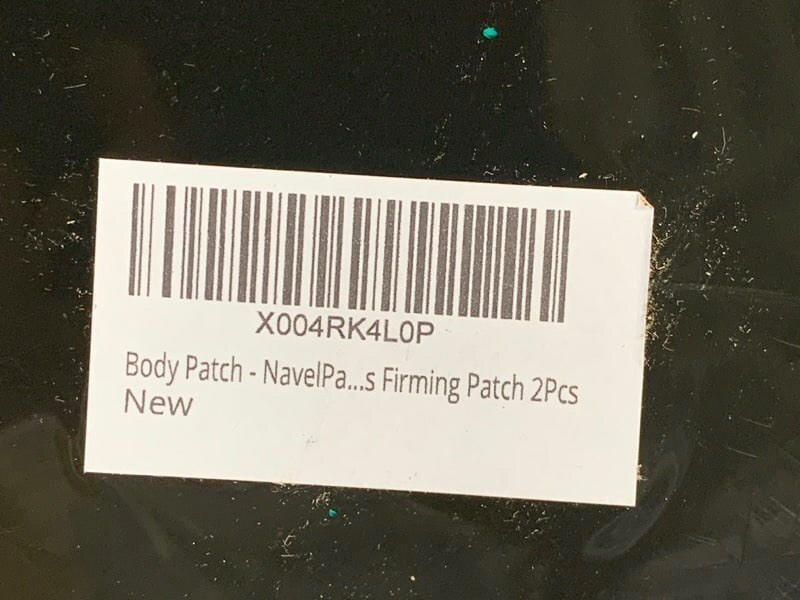 X004RK4L0P
Body Patch - NavelPa...s Firming Patch 2Pcs
New